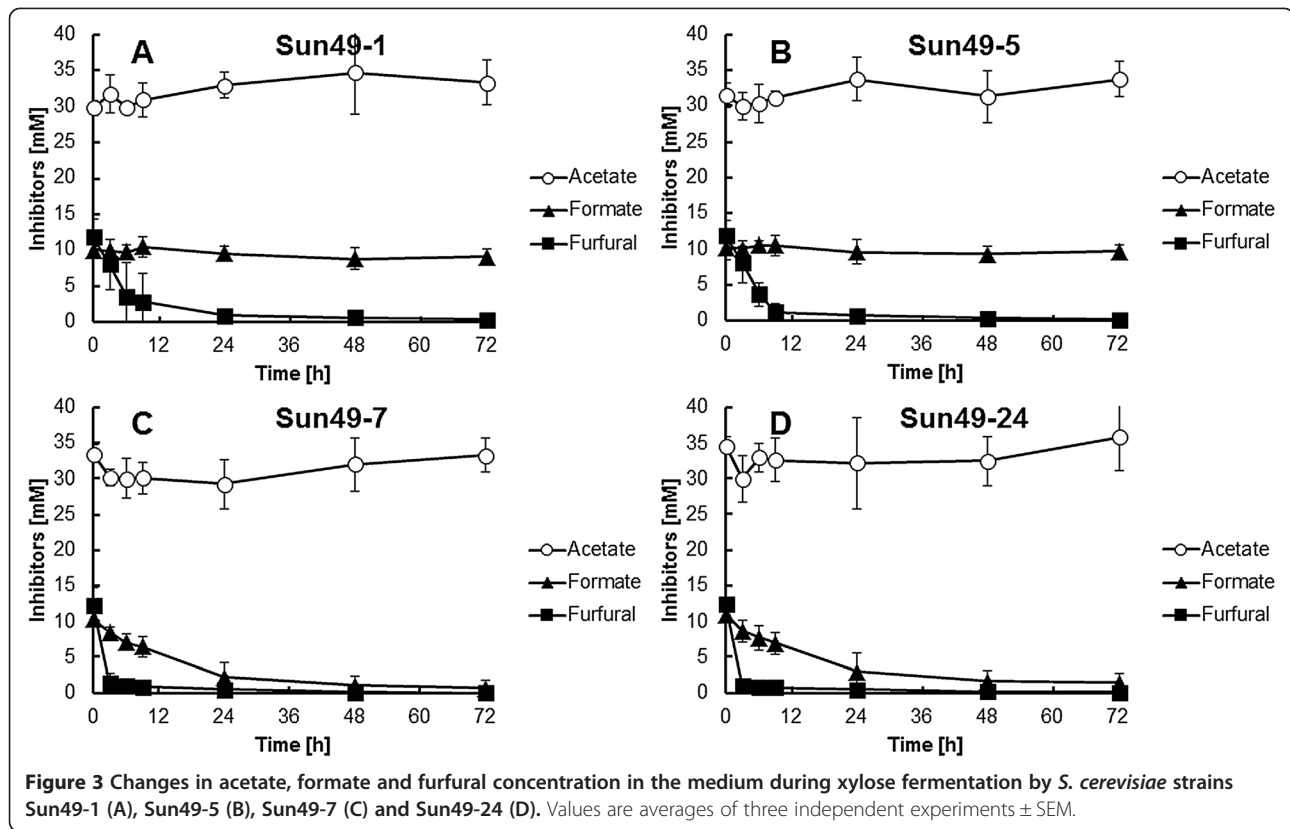 A Sun49-1
Inhibitors [mM]
40
35
30
25
20
15
10
5
0
0 12 24 36 48 60 72
Time [h]
Acetate
Formate
Furfural
B Sun49-5
Inhibitors [mM]
40
35
30
25
20
15
10
5
0
0 12 24 36 48 60 72
Time [h]
Acetate
Formate
Furfural
C Sun49-7
Inhibitors [mM]
40
35
30
25
20
15
10
5
0
0 12 24 36 48 60 72
Time [h]
Acetate
Formate
Furfural
D Sun49-24
Inhibitors [mM]
40
35
30
25
20
15
10
5
0
0 12 24 36 48 60 72
Time [h]
Acetate
Formate
Furfural
Figure 3 Changes in acetate, formate and furfural concentration in the medium during xylose fermentation by S. cerevisiae strains
Sun49-1 (A), Sun49-5 (B), Sun49-7 (C) and Sun49-24 (D). Values are averages of three independent experiments ± SEM.